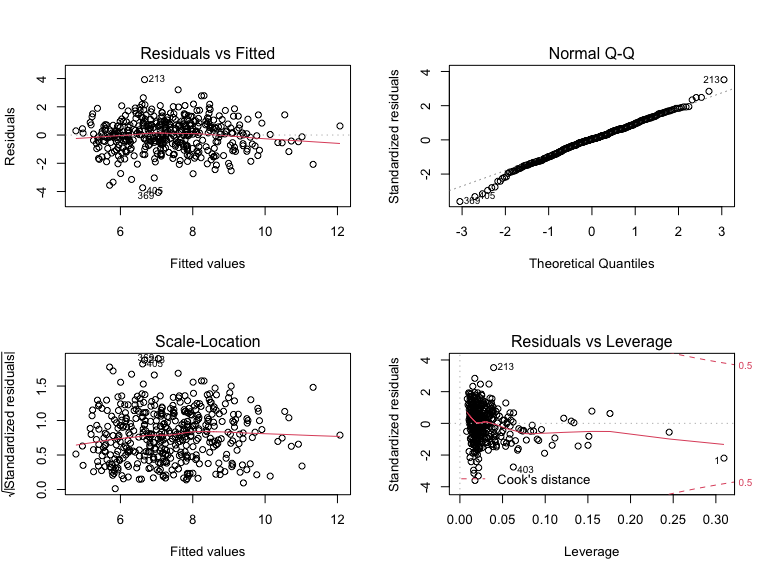 Residuals vs Fitted
Residuals
4
2
0
-2
-4
213
405
369
6 8 10 12
Fitted values
Normal Q-Q
Standardized residuals
4
2
0
-2
213
369
405
-3 -2 -1 0 1 2 3
Theoretical Quantiles
Scale-Location
√|Standardized residuals|
1.5
1.0
0.5
0.0
405
6 8 10 12
Fitted values
Residuals vs Leverage
Standardized residuals
4
2
0
-2
-4
213
403
1
0.5
0.5
Cook's distance
0.00 0.05 0.10 0.15 0.20 0.25 0.30
Leverage